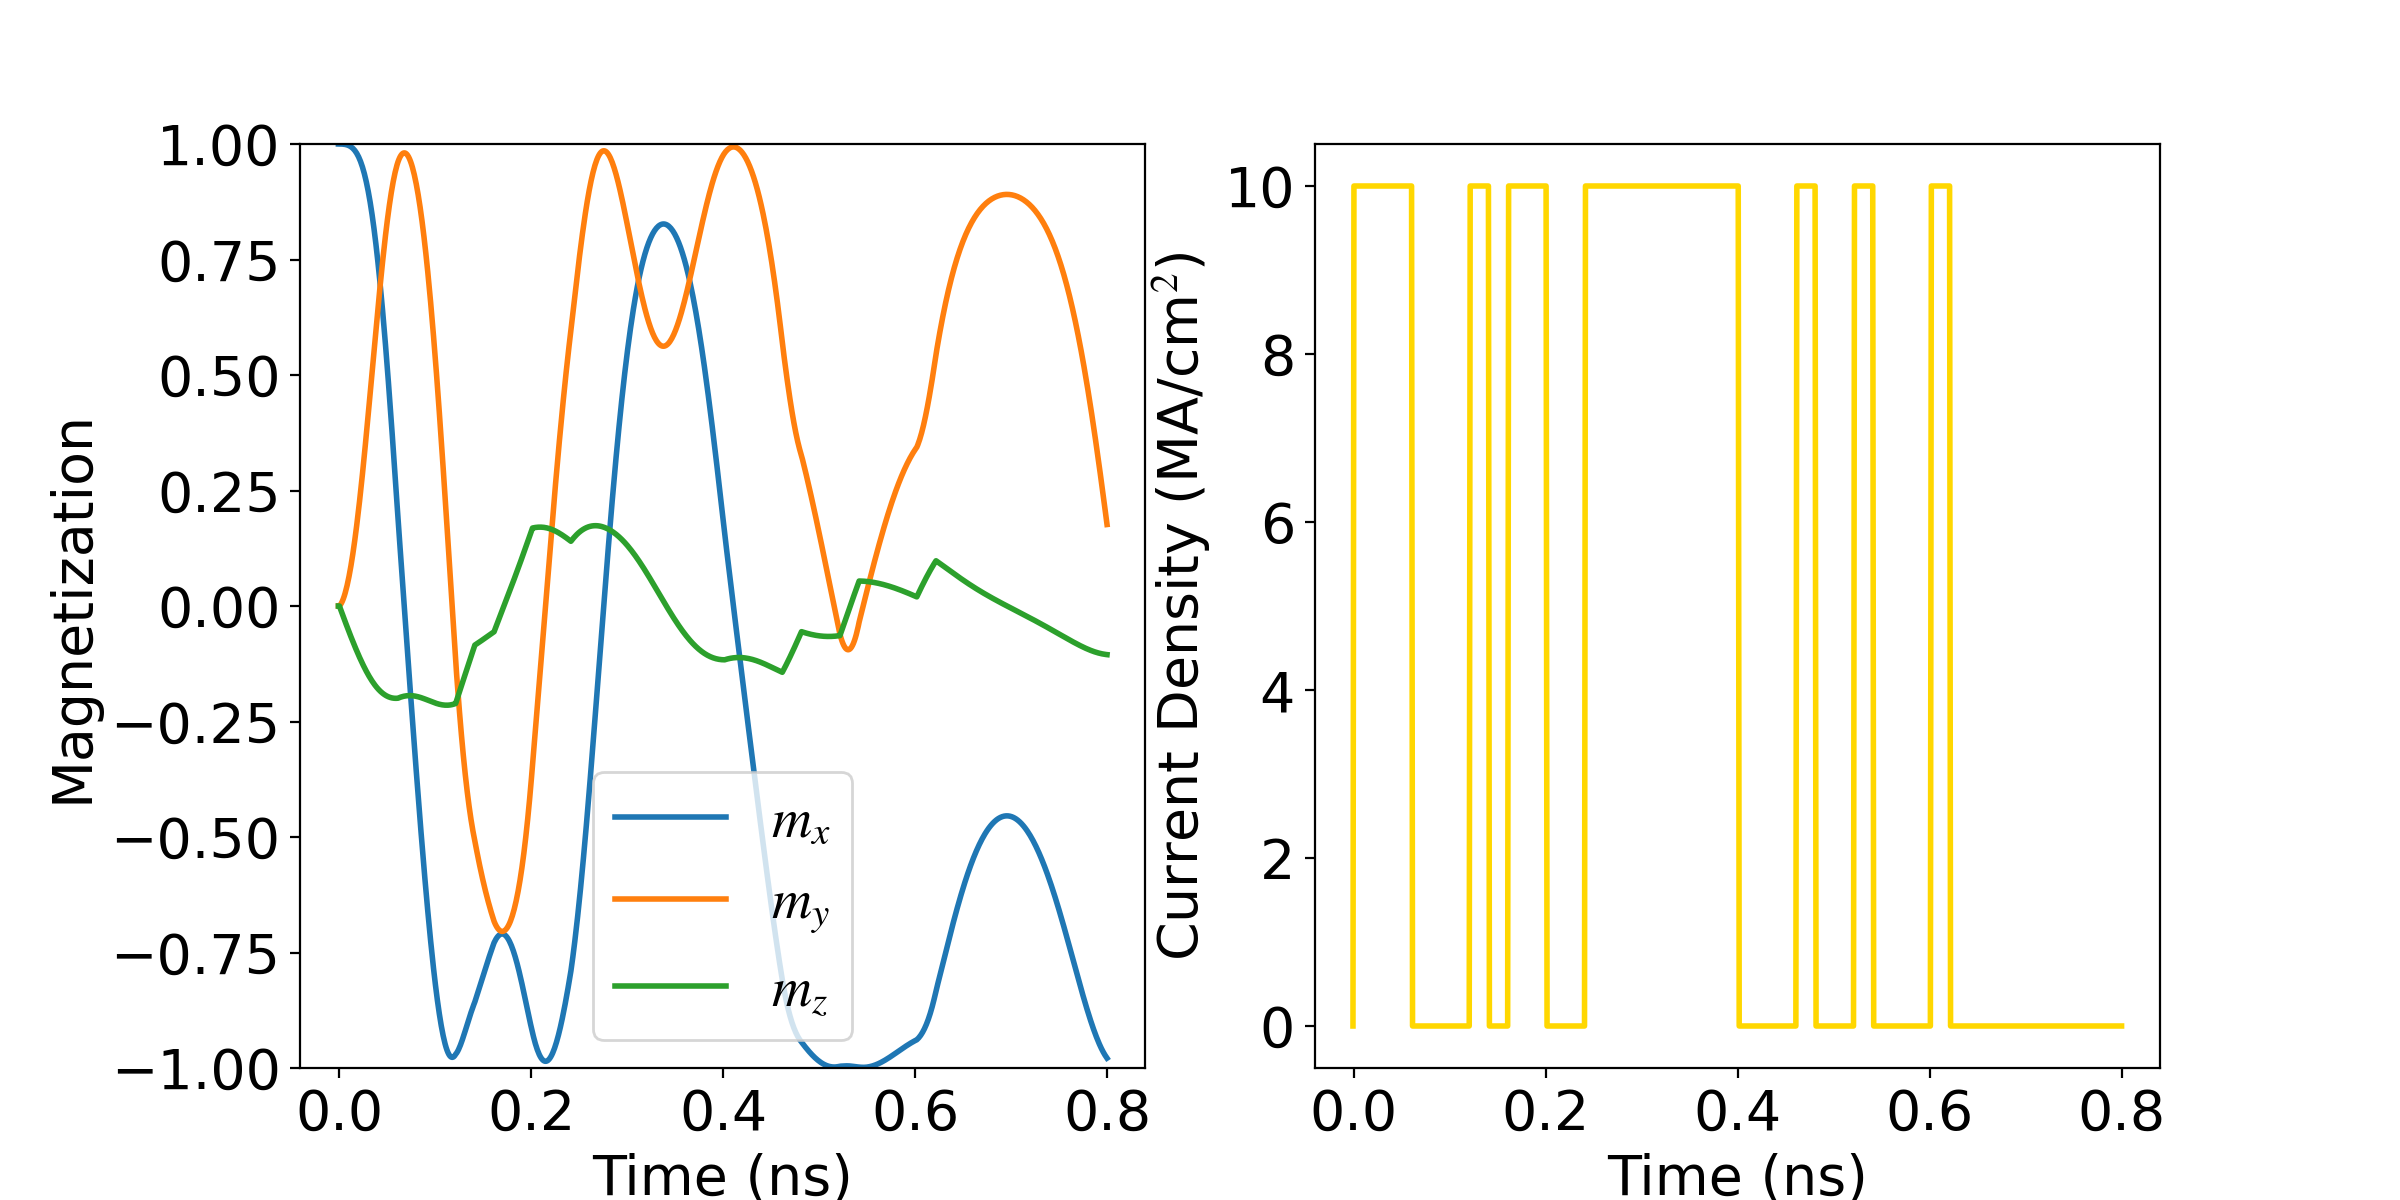 1.00
0.75
0.50
0.25
0.00
−0.25
−0.50
−0.75
−1.00
Magnetization
0.0 0.2 0.4 0.6 0.8
Time (ns)
m_x
m_y
m_z
10
8
6
4
2
0
Current Density (MA/cm²)
0.0 0.2 0.4 0.6 0.8
Time (ns)